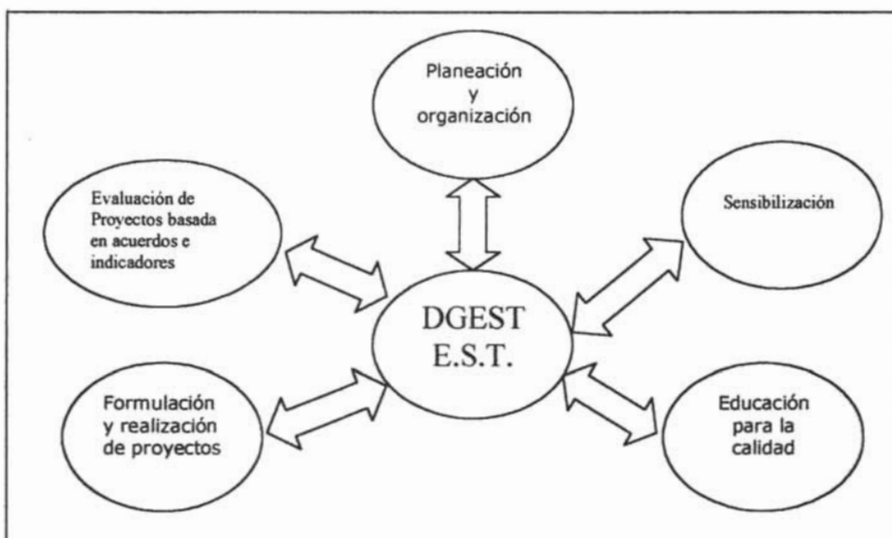 Planeación
y
organización
Evaluación de
Proyectos basada
en acuerdos e
indicadores
Sensibilización
DGEST
E.S.T.
Formulación
y realización
de proyectos
Educación
para la
calidad